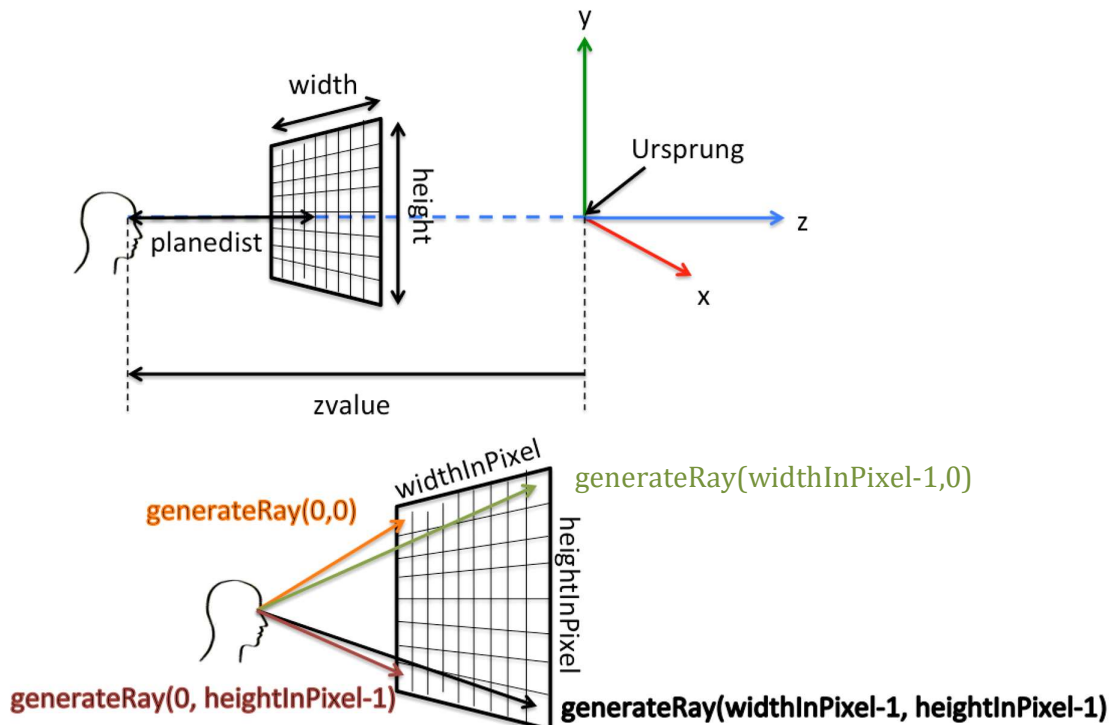 y
width
Ursprung
height
z
planedist
x
zvalue
widthInPixel
generateRay(widthInPixel-1,0)
generateRay(0,0)
heightInPixel
generateRay(0, heightInPixel-1)
generateRay(widthInPixel-1, heightInPixel-1)